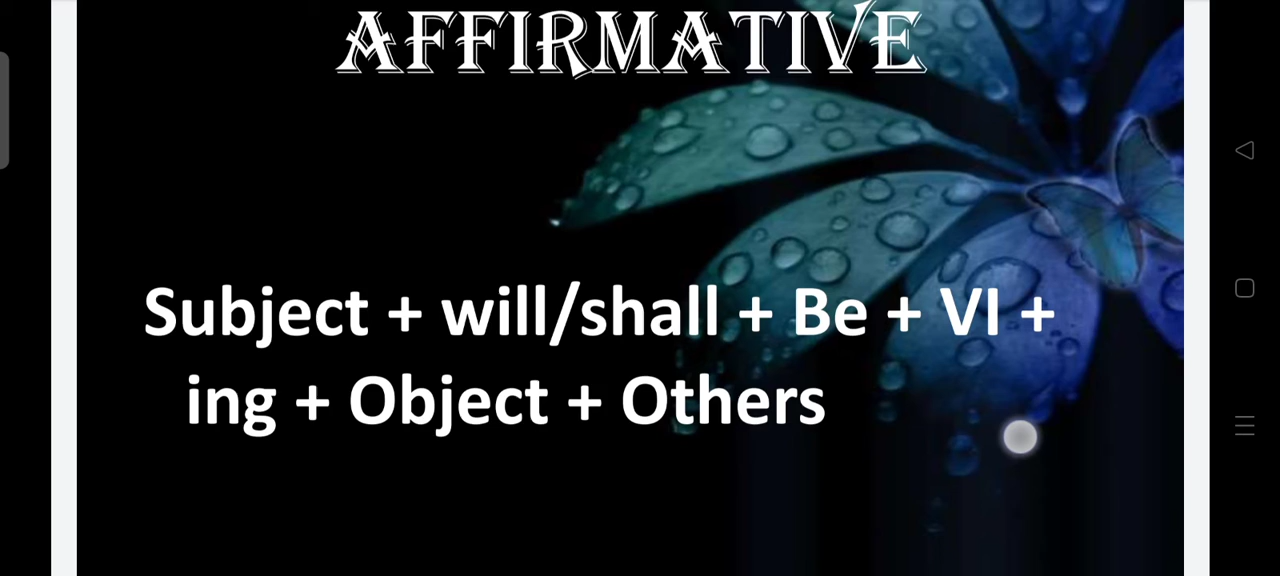 AFFIRMATIVE
Subject + will/shall + Be + VI +
ing + Object + Others